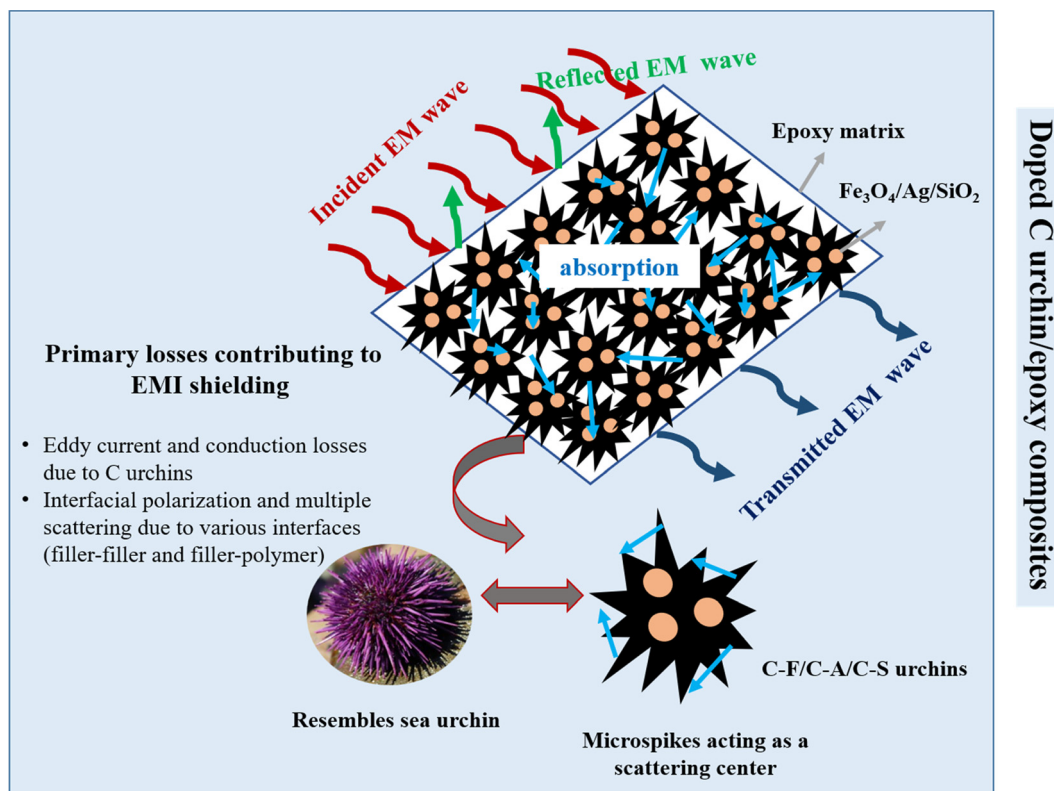 Reflected EM wave
Incident EM wave
Epoxy matrix
Fe₃O₄/Ag/SiO₂
absorption
Transmitted EM wave
Primary losses contributing to
EMI shielding
• Eddy current and conduction losses
due to C urchins
• Interfacial polarization and multiple
scattering due to various interfaces
(filler-filler and filler-polymer)
C-F/C-A/C-S urchins
Resembles sea urchin
Microspikes acting as a
scattering center
Doped C urchin/epoxy composites